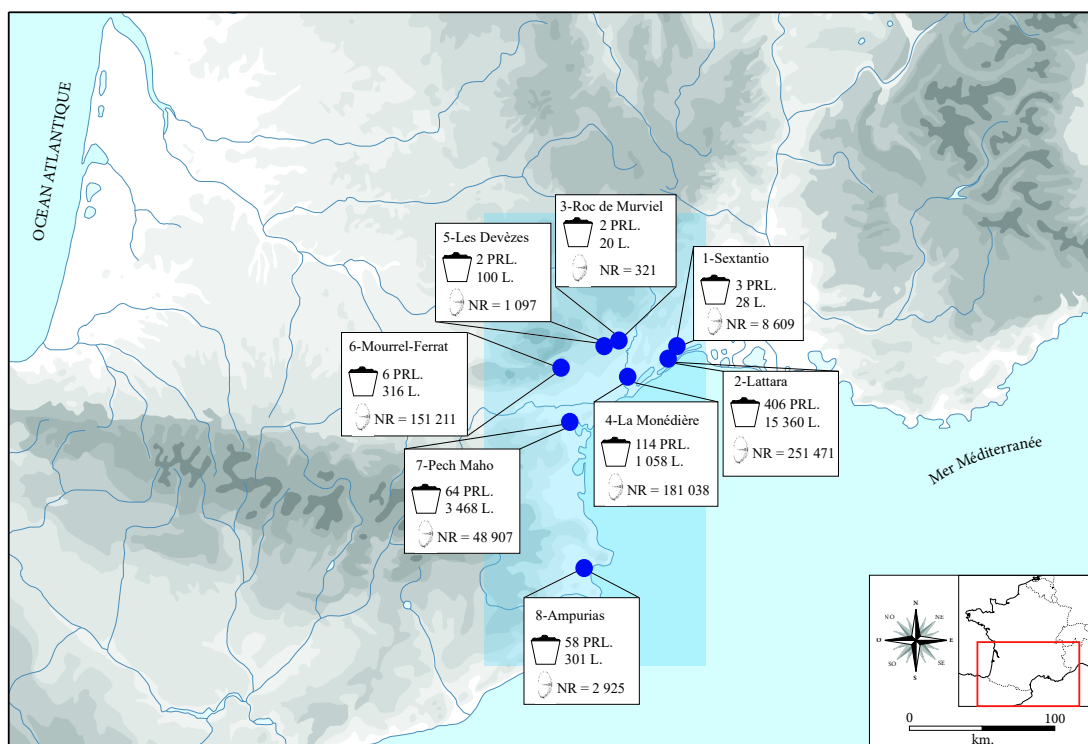 OCEAN ATLANTIQUE
3-Roc de Murviel
2 PRL.
20 L.
NR = 321
5-Les Devèzes
2 PRL.
100 L.
NR = 1 097
1-Sextantio
3 PRL.
28 L.
NR = 8 609
6-Mourrel-Ferrat
6 PRL.
316 L.
NR = 151 211
2-Lattara
406 PRL.
15 360 L.
NR = 251 471
4-La Monédière
114 PRL.
1 058 L.
NR = 181 038
7-Pech Maho
64 PRL.
3 468 L.
NR = 48 907
Mer Méditerranée
8-Ampurias
58 PRL.
301 L.
NR = 2 925
N
NO
NE
O
E
SO
SE
S
0
100
km.